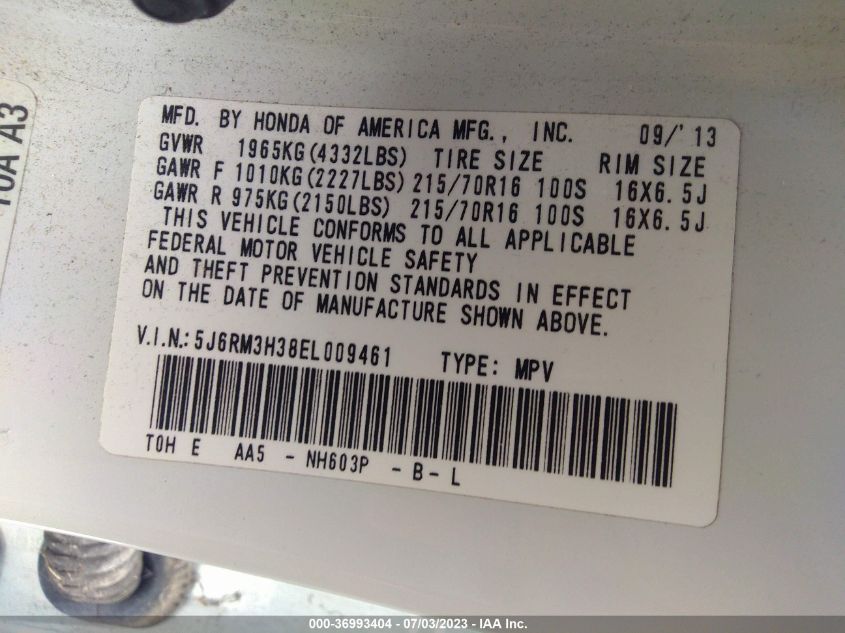 10A A3
MFD. BY HONDA OF AMERICA MFG., INC. 09/'13
GVWR 1965KG(4332LBS) TIRE SIZE RIM SIZE
GAWR F 1010KG(2227LBS) 215/70R16 100S 16X6.5J
GAWR R 975KG(2150LBS) 215/70R16 100S 16X6.5J
THIS VEHICLE CONFORMS TO ALL APPLICABLE
FEDERAL MOTOR VEHICLE SAFETY
AND THEFT PREVENTION STANDARDS IN EFFECT
ON THE DATE OF MANUFACTURE SHOWN ABOVE.
V.I.N.: 5J6RM3H38EL009461 TYPE: MPV
T0H E AA5 - NH603P - B - L
000-36993404 - 07/03/2023 - IAA Inc.